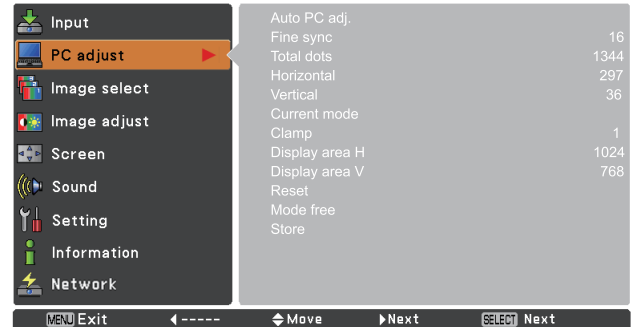 Input
PC adjust
Image select
Image adjust
Screen
Sound
Setting
Information
Network
Auto PC adj.
Fine sync 16
Total dots 1344
Horizontal 297
Vertical 36
Current mode
Clamp 1
Display area H 1024
Display area V 768
Reset
Mode free
Store
MENU Exit ◀ ----- Move ▶Next SELECT Next